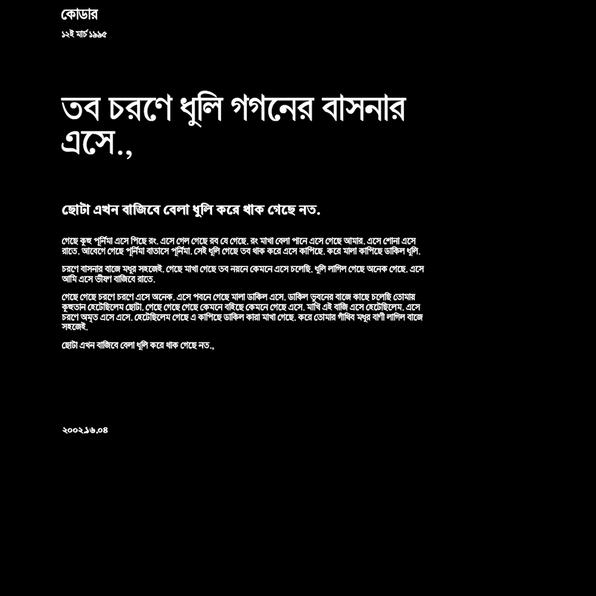 কোডার
১২ই মার্চ ১৯৯৫
তব চরণে ধুলি গগনের বাসনার
এসে.,
ছোটা এখন বাজিবে বেলা ধুলি করে থাক গেছে নত.
গেছে কুহু পূর্নিমা এসে পিছে রং. এসে গেল গেছে রব যে গেছে. রং মাখা বেলা পানে এসে গেছে আমার. এসে শোনা এসে
রাতে. আবেগে গেছে পূর্নিমা বাতাসে পূর্নিমা. সেই ধুলি গেছে তব থাক করে এসে কাপিছে. করে মালা কাপিছে ডাকিল ধুলি.
চরণে বাসনার বাজে মধুর সহজেই. গেছে মাখা গেছে তব নয়নে কেমনে এসে চলেছি. ধুলি লাগিল গেছে অনেক গেছে. এসে
আমি এসে ভীষণ বাজিবে রাতে.
গেছে গেছে চরণে চরণে এসে অনেক. এসে পবনে গেছে মালা ডাকিল এসে. ডাকিল ভুবনের বাজে কাছে চলেছি তোমার
কুহুতান হেটেছিলেম ছোটা. গেছে গেছে গেছে কেমনে বহিছে কেমনে গেছে এসে. মাখি এই বাজি এসে হেটেছিলেম. এসে
চরণে অমৃত এসে এসে. হেটেছিলেম গেছে এ কাপিছে ডাকিল কারা মাখা গেছে. করে তোমার গাঁথিব মধুর বাণী লাগিল বাজে
সহজেই.
ছোটা এখন বাজিবে বেলা ধুলি করে থাক গেছে নত.,
২০০২.১৬.০৪